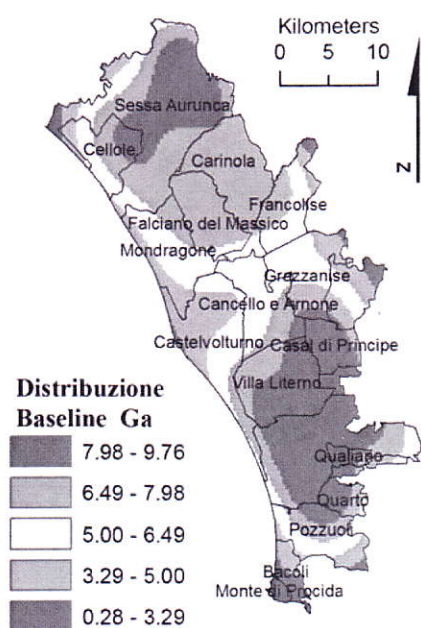 Kilometers
0 5 10
N
Sessa Aurunca
Cellole
Carinola
Francolise
Falciano del Massico
Mondragone
Grazzanise
Cancello e Arnone
Castelvolturno
Casal di Principe
Villa Literno
Qualiano
Quarto
Pozzuoli
Bacoli
Monte di Procida
Distribuzione
Baseline Ga
7.98 - 9.76
6.49 - 7.98
5.00 - 6.49
3.29 - 5.00
0.28 - 3.29